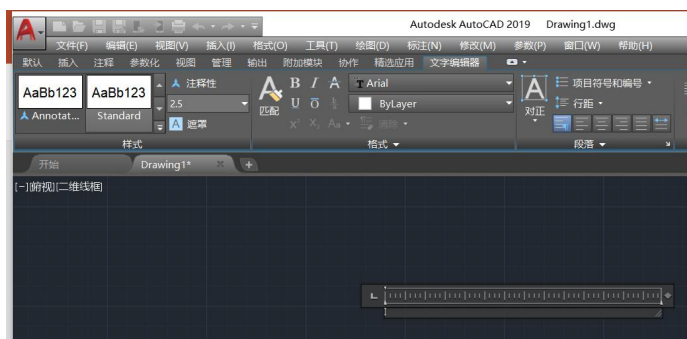 Autodesk AutoCAD 2019 Drawing1.dwg
文件(F) 编辑(E) 视图(V) 插入(I) 格式(O) 工具(T) 绘图(D) 标注(N) 修改(M) 参数(P) 窗口(W) 帮助(H)
默认 插入 注释 参数化 视图 管理 输出 附加模块 协作 精选应用 文字编辑器
AaBb123 AaBb123 注释性 B I A Arial 项目符号和编号
2.5 U O ByLayer 行距
Annotat... Standard 遮罩 匹配 X² X₂ Aa 清除 对正
样式 格式 段落
开始 Drawing1*
[-][俯视][二维线框]